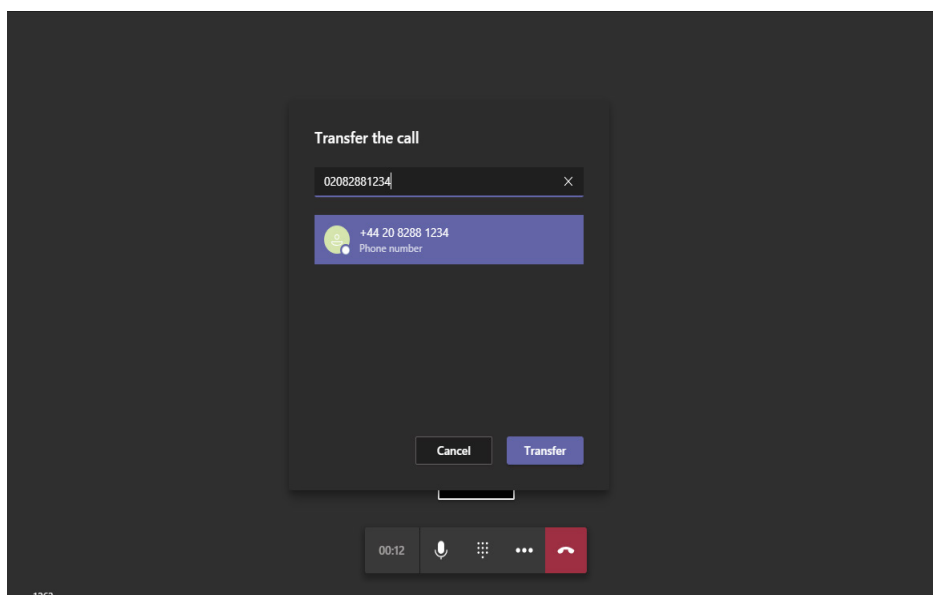 Transfer the call
02082881234
+44 20 8288 1234
Phone number
Cancel
Transfer
00:12